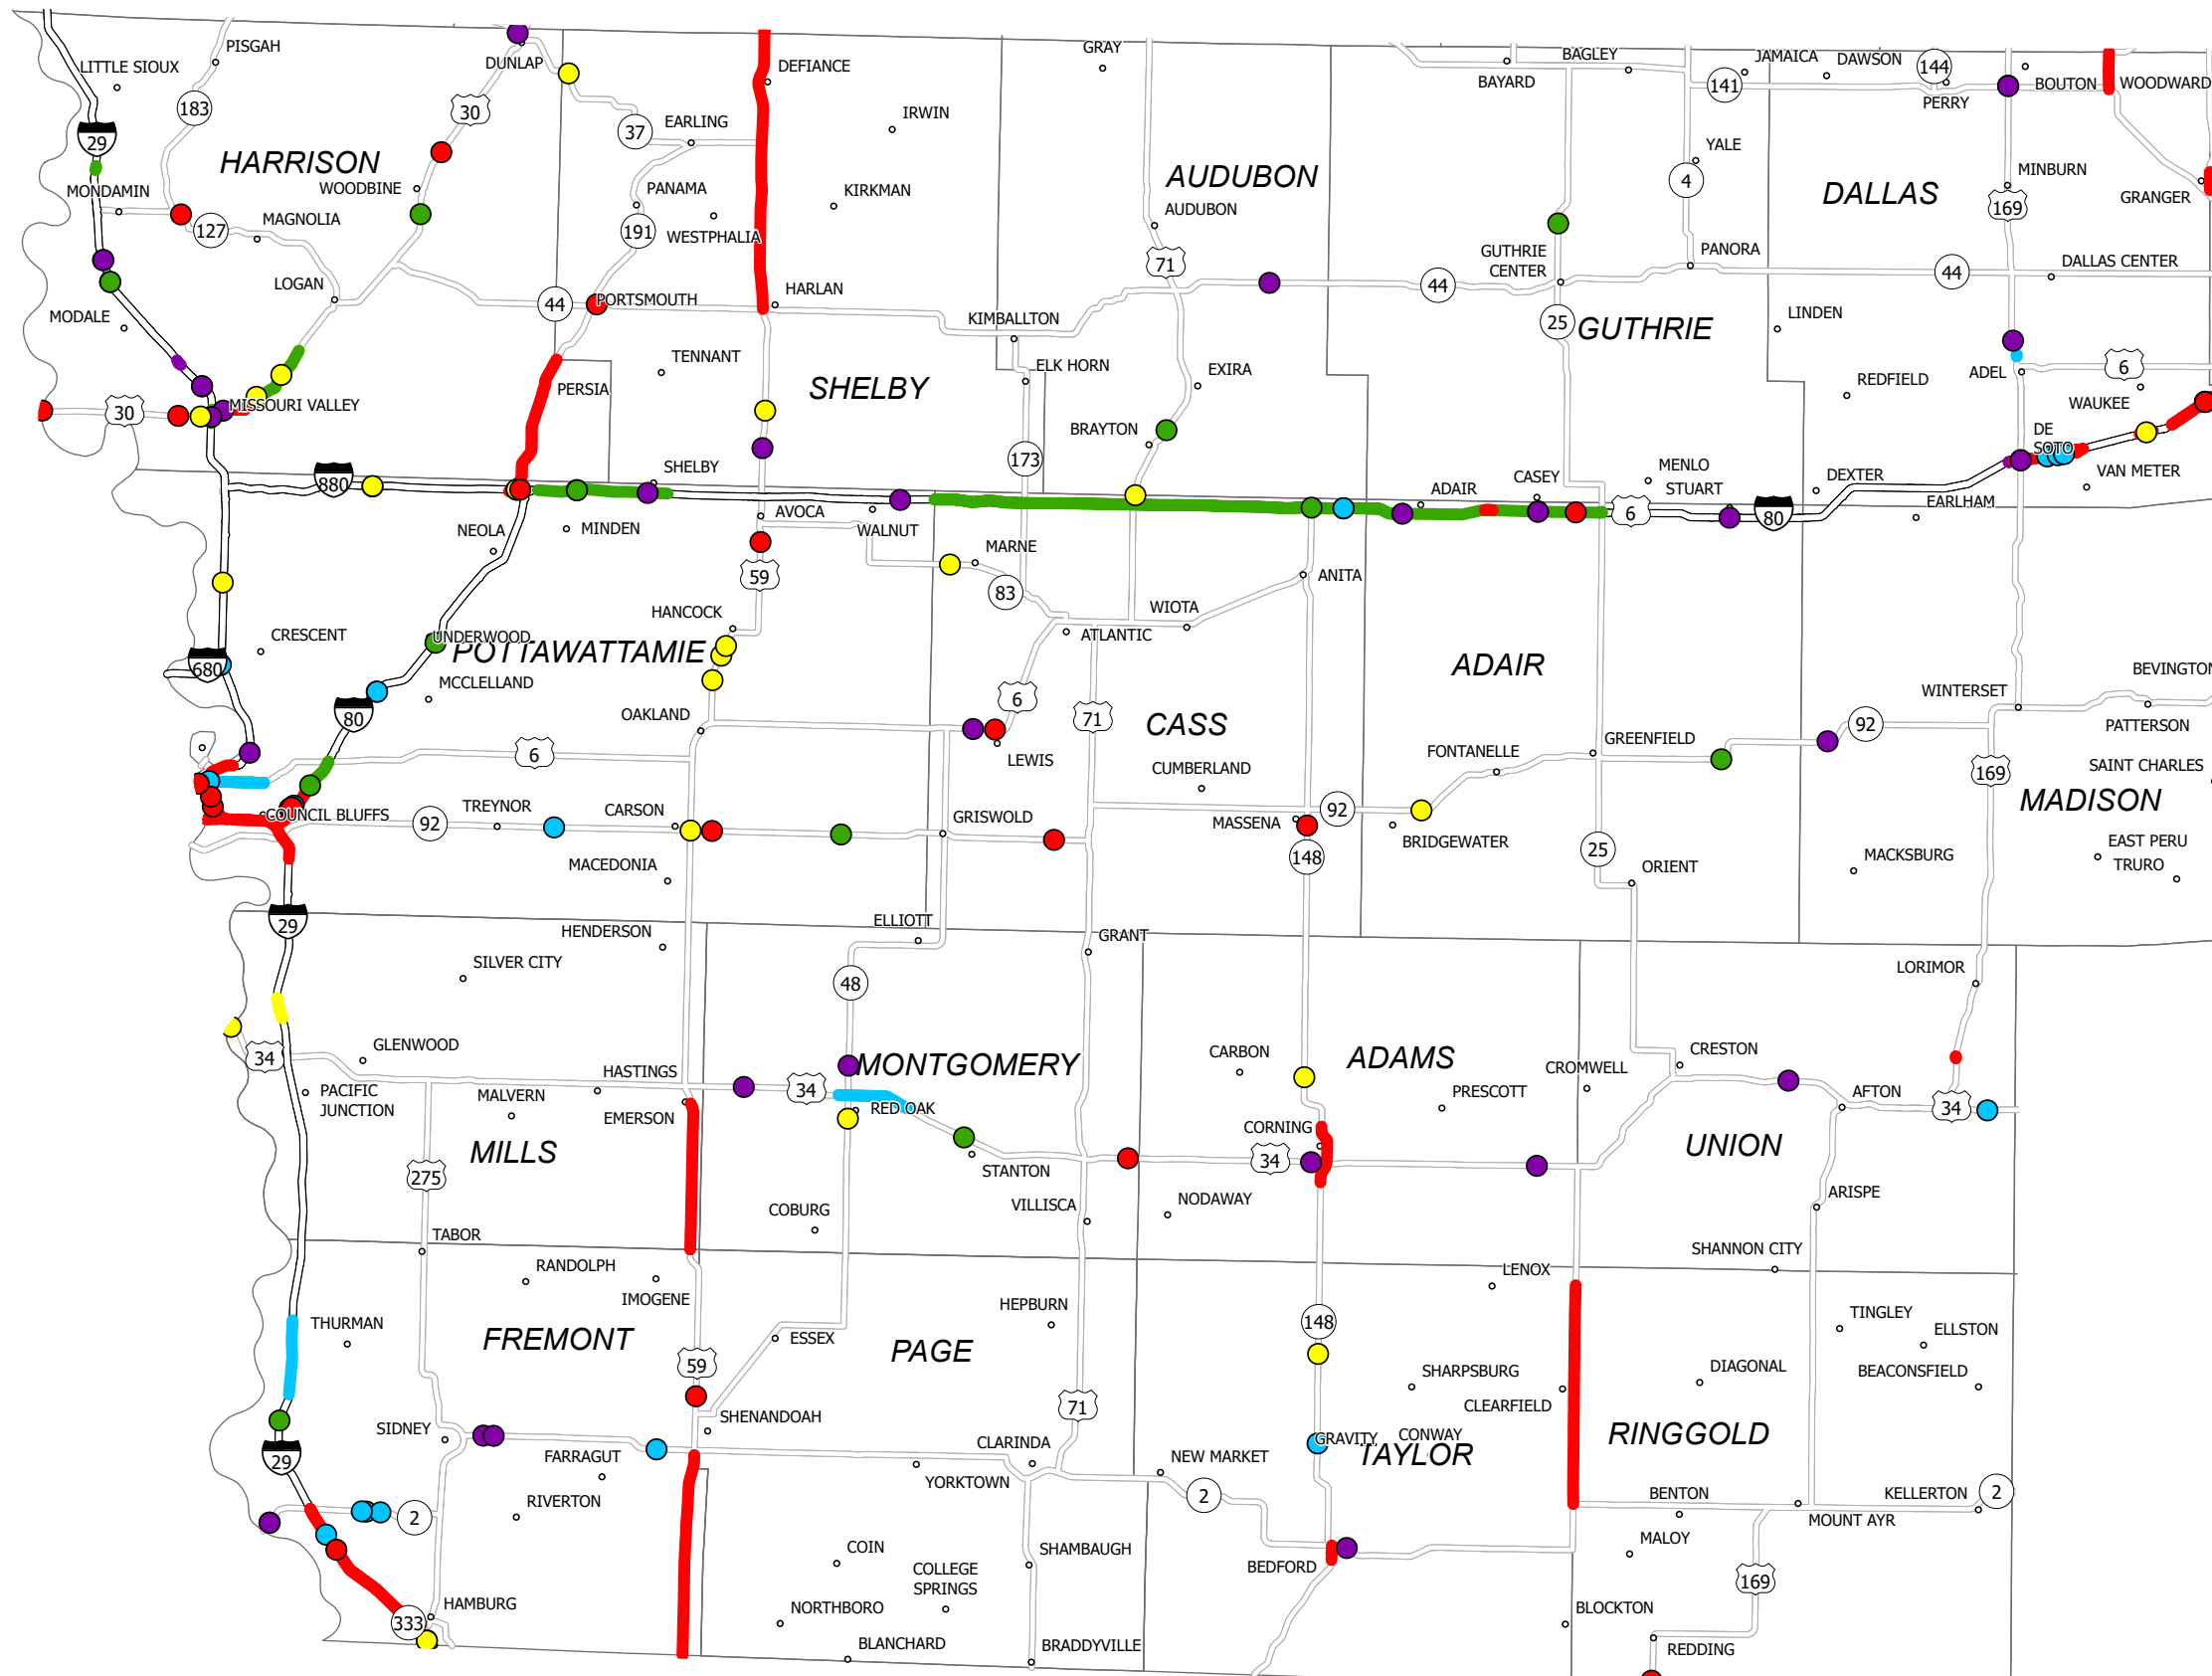 PISGAH
LITTLE SIOUX
183
29
MONDAMIN
HARRISON
WOODBINE
127
MAGNOLIA
LOGAN
MODALE
30
MISSOURI VALLEY
DUNLAP
30
37
EARLING
PANAMA
191
WESTPHALIA
44
PORTSMOUTH
TENNANT
PERSIA
DEFIANCE
IRWIN
KIRKMAN
HARLAN
SHELBY
KIMBALLTON
ELK HORN
GRAY
AUDUBON
AUDUBON
71
EXIRA
BRAYTON
173
44
BAYARD
BAGLEY
141
JAMAICA
DAWSON
144
PERRY
BOUTON
WOODWARD
YALE
4
DALLAS
MINBURN
169
GRANGER
GUTHRIE
CENTER
PANORA
44
DALLAS CENTER
25
GUTHRIE
LINDEN
REDFIELD
ADEL
6
WAUKEE
DE
SOTO
VAN METER
880
SHELBY
NEOLA
MINDEN
AVOCA
WALNUT
59
MARNE
83
HANCOCK
ADAIR
CASEY
MENLO
STUART
6
80
DEXTER
EARLHAM
ANITA
WIOTA
ATLANTIC
CRESCENT
680
UNDERWOOD
POTTAWATTAMIE
MCCLELLAND
80
OAKLAND
6
6
LEWIS
71
CASS
CUMBERLAND
ADAIR
FONTANELLE
GREENFIELD
WINTERSET
92
BEVINGTON
PATTERSON
169
SAINT CHARLES
MADISON
COUNCIL BLUFFS
92
TREYNOR
CARSON
MACEDONIA
GRISWOLD
MASSENA
92
148
BRIDGEWATER
25
ORIENT
MACKSBURG
EAST PERU
TRURO
29
HENDERSON
ELLIOTT
GRANT
SILVER CITY
48
LORIMOR
34
GLENWOOD
PACIFIC
JUNCTION
MALVERN
HASTINGS
EMERSON
34
MONTGOMERY
RED OAK
CARBON
ADAMS
PRESCOTT
CROMWELL
CRESTON
AFTON
34
MILLS
275
STANTON
CORNING
34
UNION
COBURG
VILLISCA
NODAWAY
ARISPE
TABOR
RANDOLPH
IMOGENE
SHANNON CITY
LENOX
THURMAN
FREMONT
59
HEPBURN
ESSEX
PAGE
148
TINGLEY
ELLSTON
SHARPSBURG
CLEARFIELD
DIAGONAL
BEACONSFIELD
71
SIDNEY
29
SHENANDOAH
FARRAGUT
CLARINDA
YORKTOWN
NEW MARKET
GRAVITY
CONWAY
TAYLOR
RINGGOLD
2
RIVERTON
2
BENTON
KELLERTON
2
MOUNT AYR
MALOY
COIN
COLLEGE
SPRINGS
SHAMBAUGH
BEDFORD
169
HAMBURG
333
NORTHBORO
BLANCHARD
BRADDYVILLE
BLOCKTON
REDDING